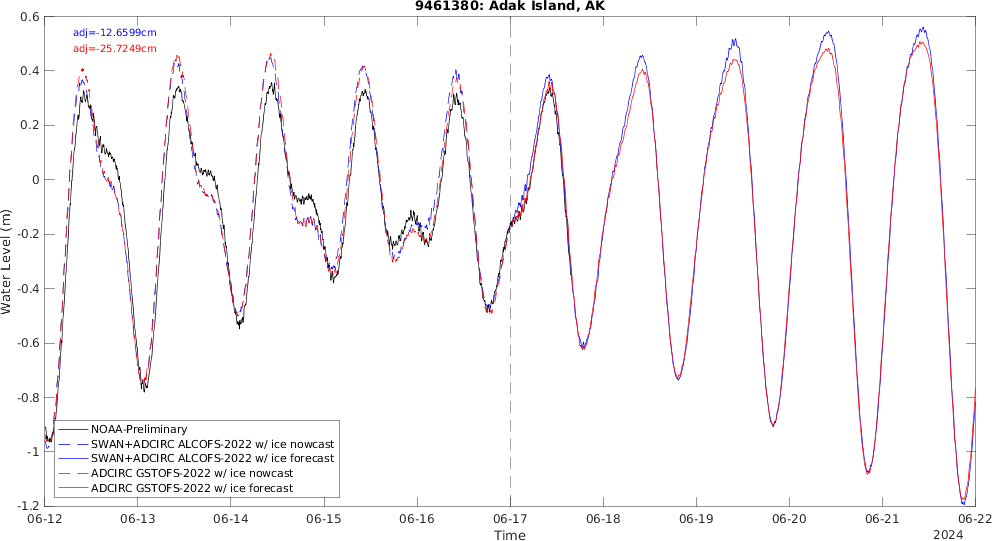 9461380: Adak Island, AK
adj=-12.6599cm
adj=-25.7249cm
Water Level (m)
0.6
0.4
0.2
0
-0.2
-0.4
-0.6
-0.8
-1
-1.2
NOAA-Preliminary
SWAN+ADCIRC ALCOFS-2022 w/ ice nowcast
SWAN+ADCIRC ALCOFS-2022 w/ ice forecast
ADCIRC GSTOFS-2022 w/ ice nowcast
ADCIRC GSTOFS-2022 w/ ice forecast
06-12 06-13 06-14 06-15 06-16 06-17 06-18 06-19 06-20 06-21 06-22
Time
2024